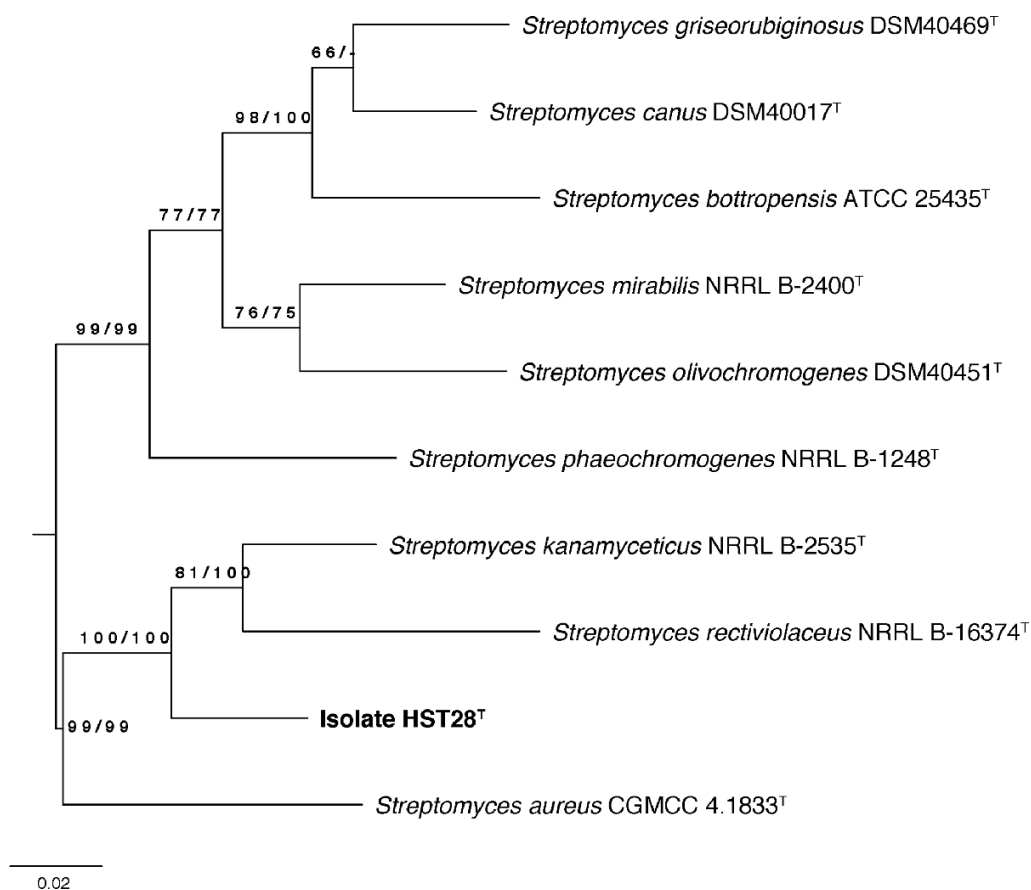 Streptomyces griseorubiginosus DSM40469ᵀ
66/-
Streptomyces canus DSM40017ᵀ
98/100
Streptomyces bottropensis ATCC 25435ᵀ
77/77
Streptomyces mirabilis NRRL B-2400ᵀ
76/75
99/99
Streptomyces olivochromogenes DSM40451ᵀ
Streptomyces phaeochromogenes NRRL B-1248ᵀ
Streptomyces kanamyceticus NRRL B-2535ᵀ
81/100
Streptomyces rectiviolaceus NRRL B-16374ᵀ
100/100
Isolate HST28ᵀ
99/99
Streptomyces aureus CGMCC 4.1833ᵀ
0.02